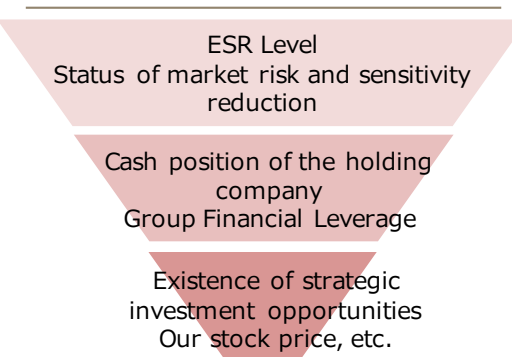 ESR Level
Status of market risk and sensitivity
reduction
Cash position of the holding
company
Group Financial Leverage
Existence of strategic
investment opportunities
Our stock price, etc.